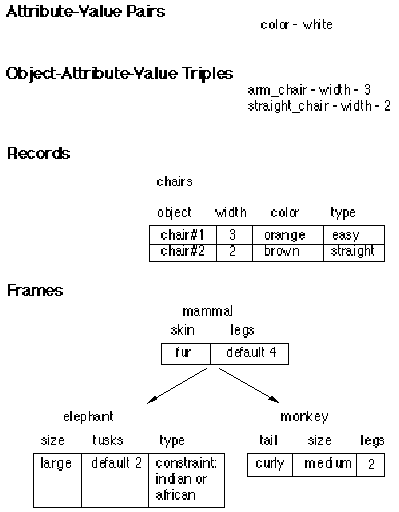 Attribute-Value Pairs
color - white
Object-Attribute-Value Triples
arm_chair - width - 3
straight_chair - width - 2
Records
chairs
object width color type
chair#1 3 orange easy
chair#2 2 brown straight
Frames
mammal
skin legs
fur default 4
elephant monkey
size tusks type tail size legs
large default 2 constraint: curly medium 2
indian or
african